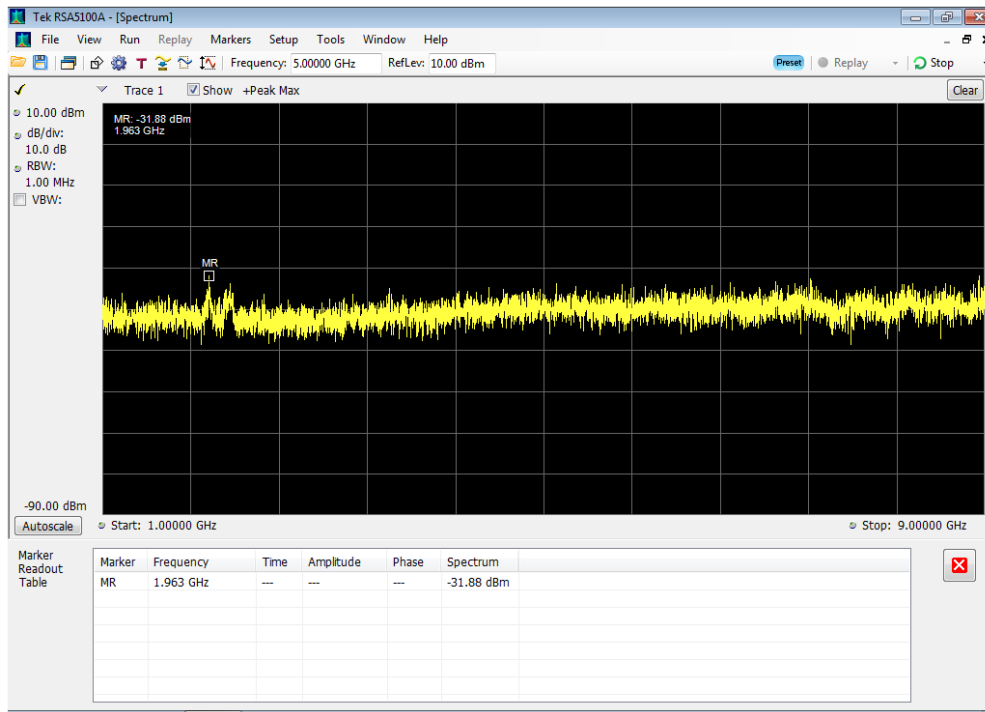 Tek RSA5100A - [Spectrum]
File View Run Replay Markers Setup Tools Window Help
T Frequency: 5.00000 GHz RefLev: 10.00 dBm Preset Replay Stop
Trace 1 Show +Peak Max Clear
10.00 dBm
dB/div:
10.0 dB
RBW:
1.00 MHz
VBW:
MR: -31.88 dBm
1.963 GHz
MR
-90.00 dBm
Autoscale Start: 1.00000 GHz Stop: 9.00000 GHz
Marker
Readout
Table
Marker Frequency Time Amplitude Phase Spectrum
MR 1.963 GHz --- --- --- -31.88 dBm